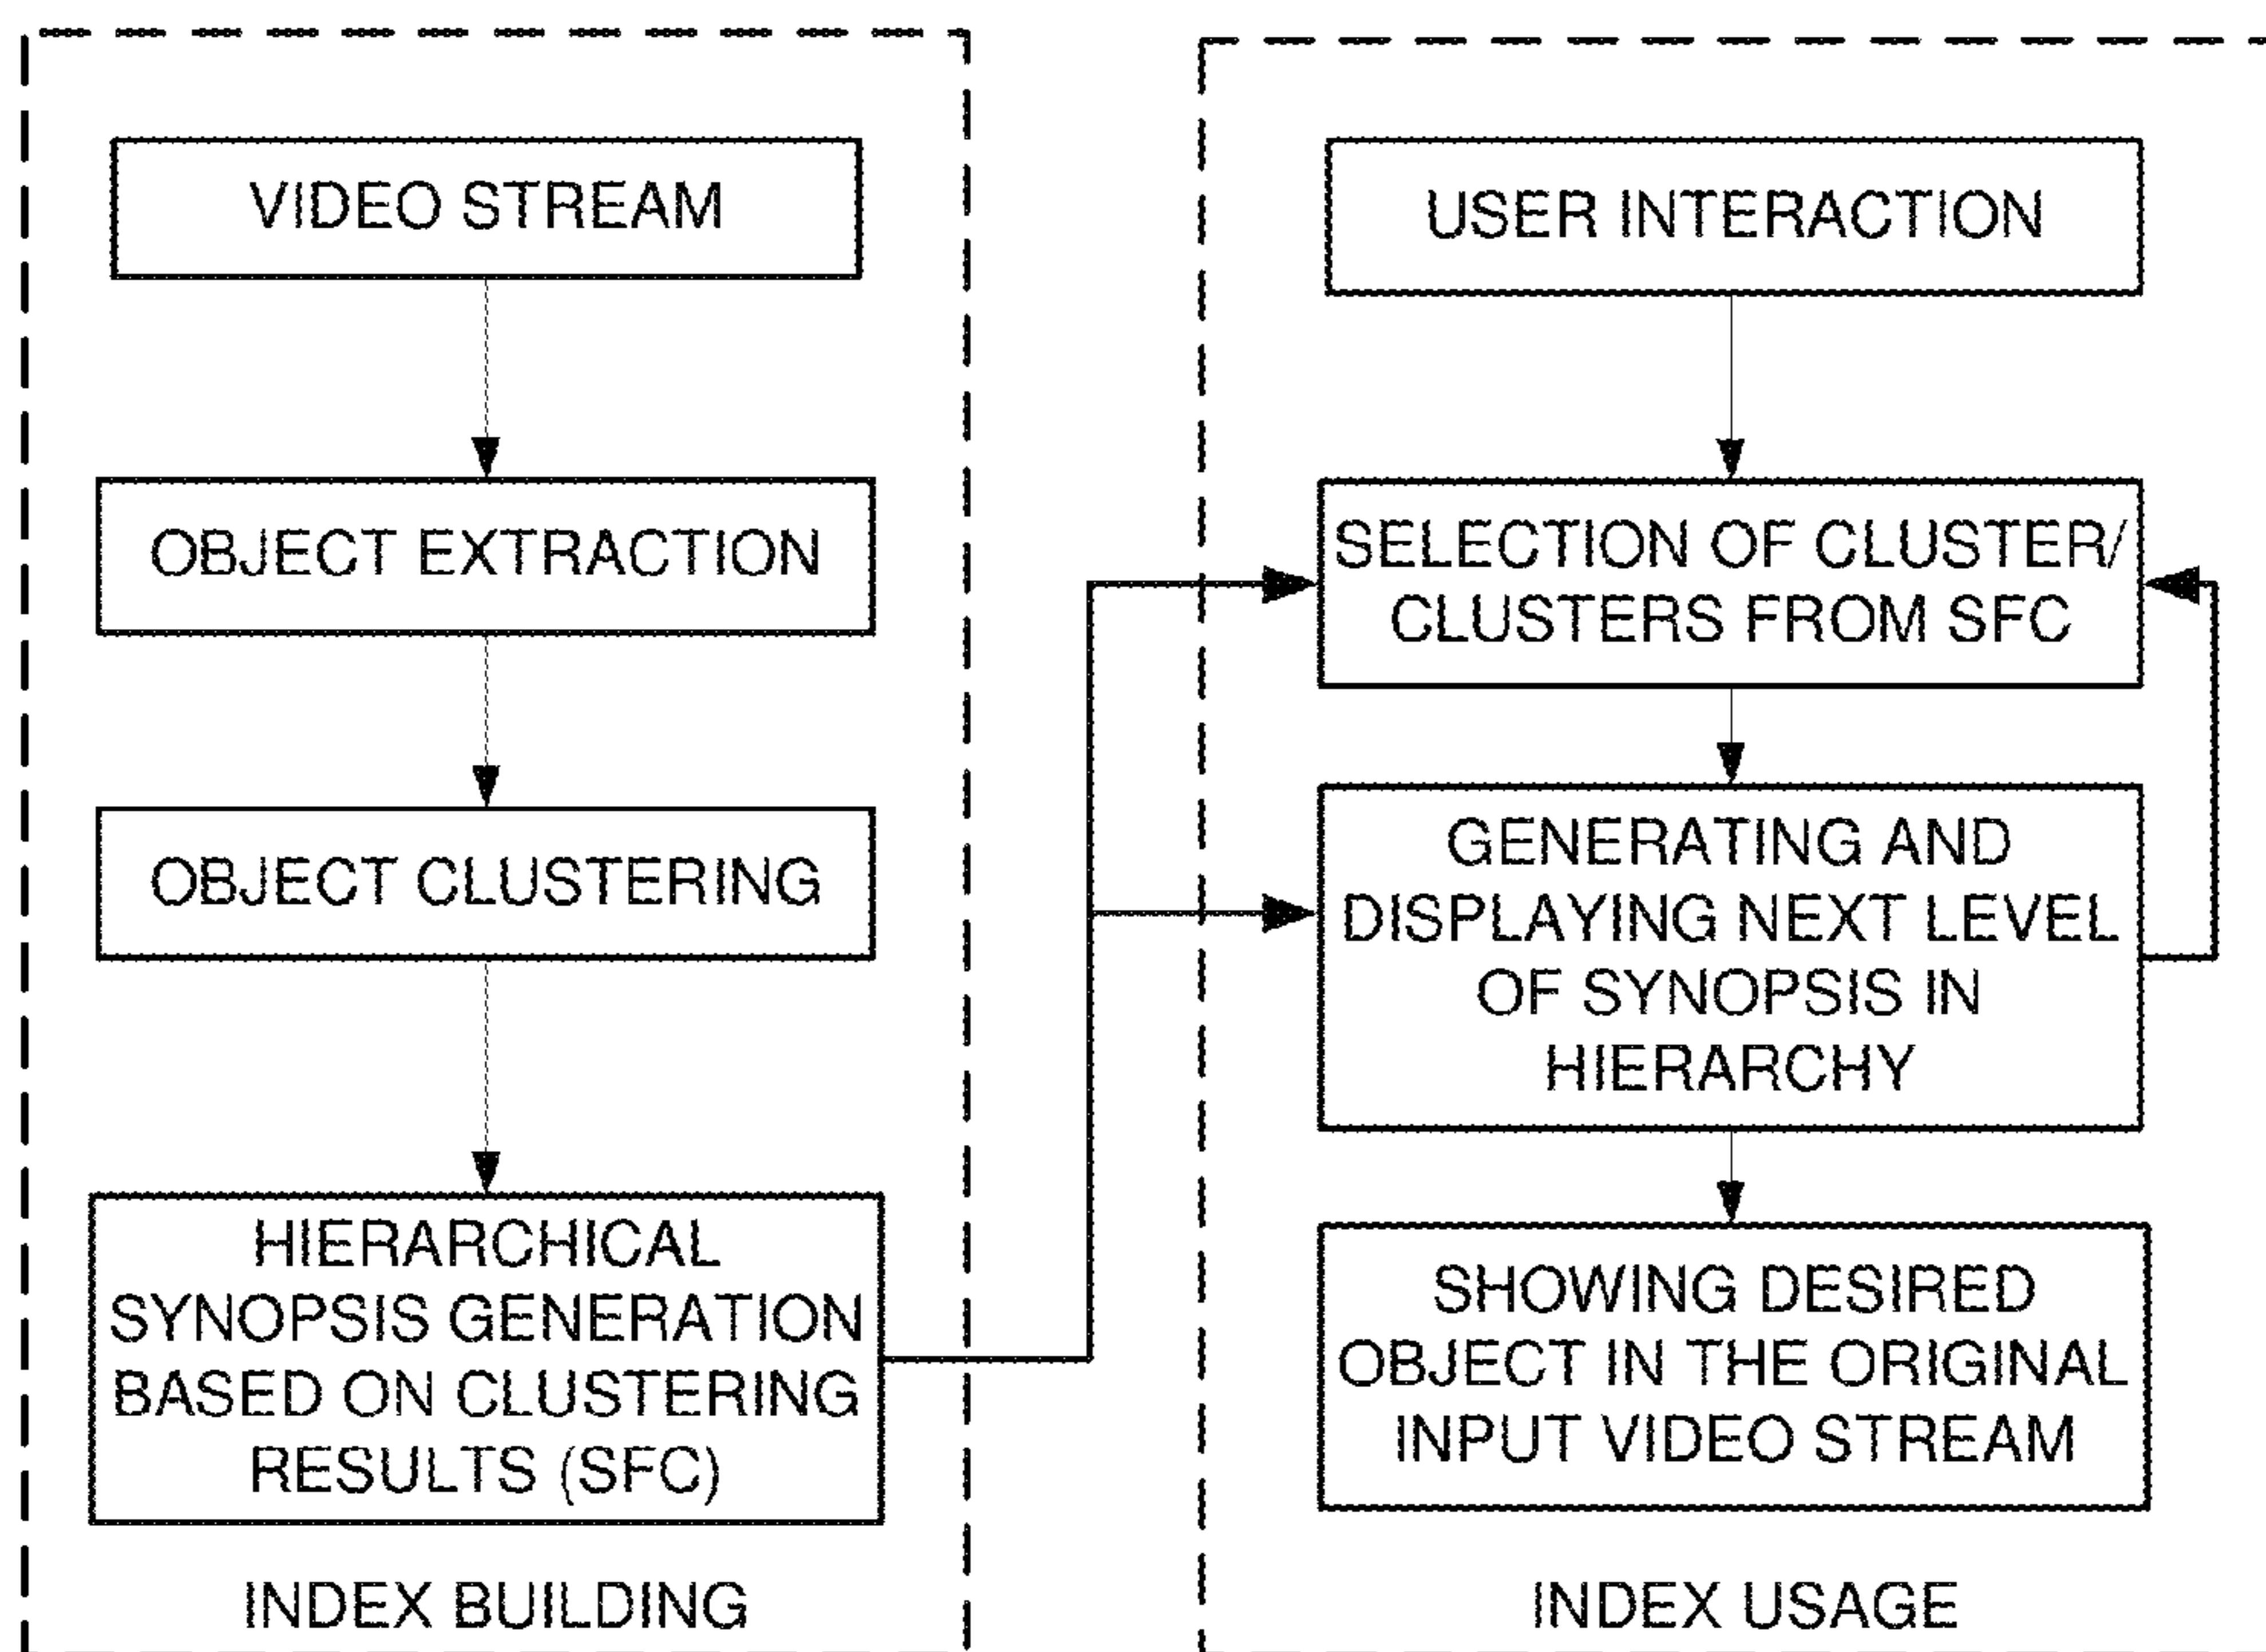 VIDEO STREAM
OBJECT EXTRACTION
OBJECT CLUSTERING
HIERARCHICAL
SYNOPSIS GENERATION
BASED ON CLUSTERING
RESULTS (SFC)
INDEX BUILDING
USER INTERACTION
SELECTION OF CLUSTER/
CLUSTERS FROM SFC
GENERATING AND
DISPLAYING NEXT LEVEL
OF SYNOPSIS IN
HIERARCHY
SHOWING DESIRED
OBJECT IN THE ORIGINAL
INPUT VIDEO STREAM
INDEX USAGE